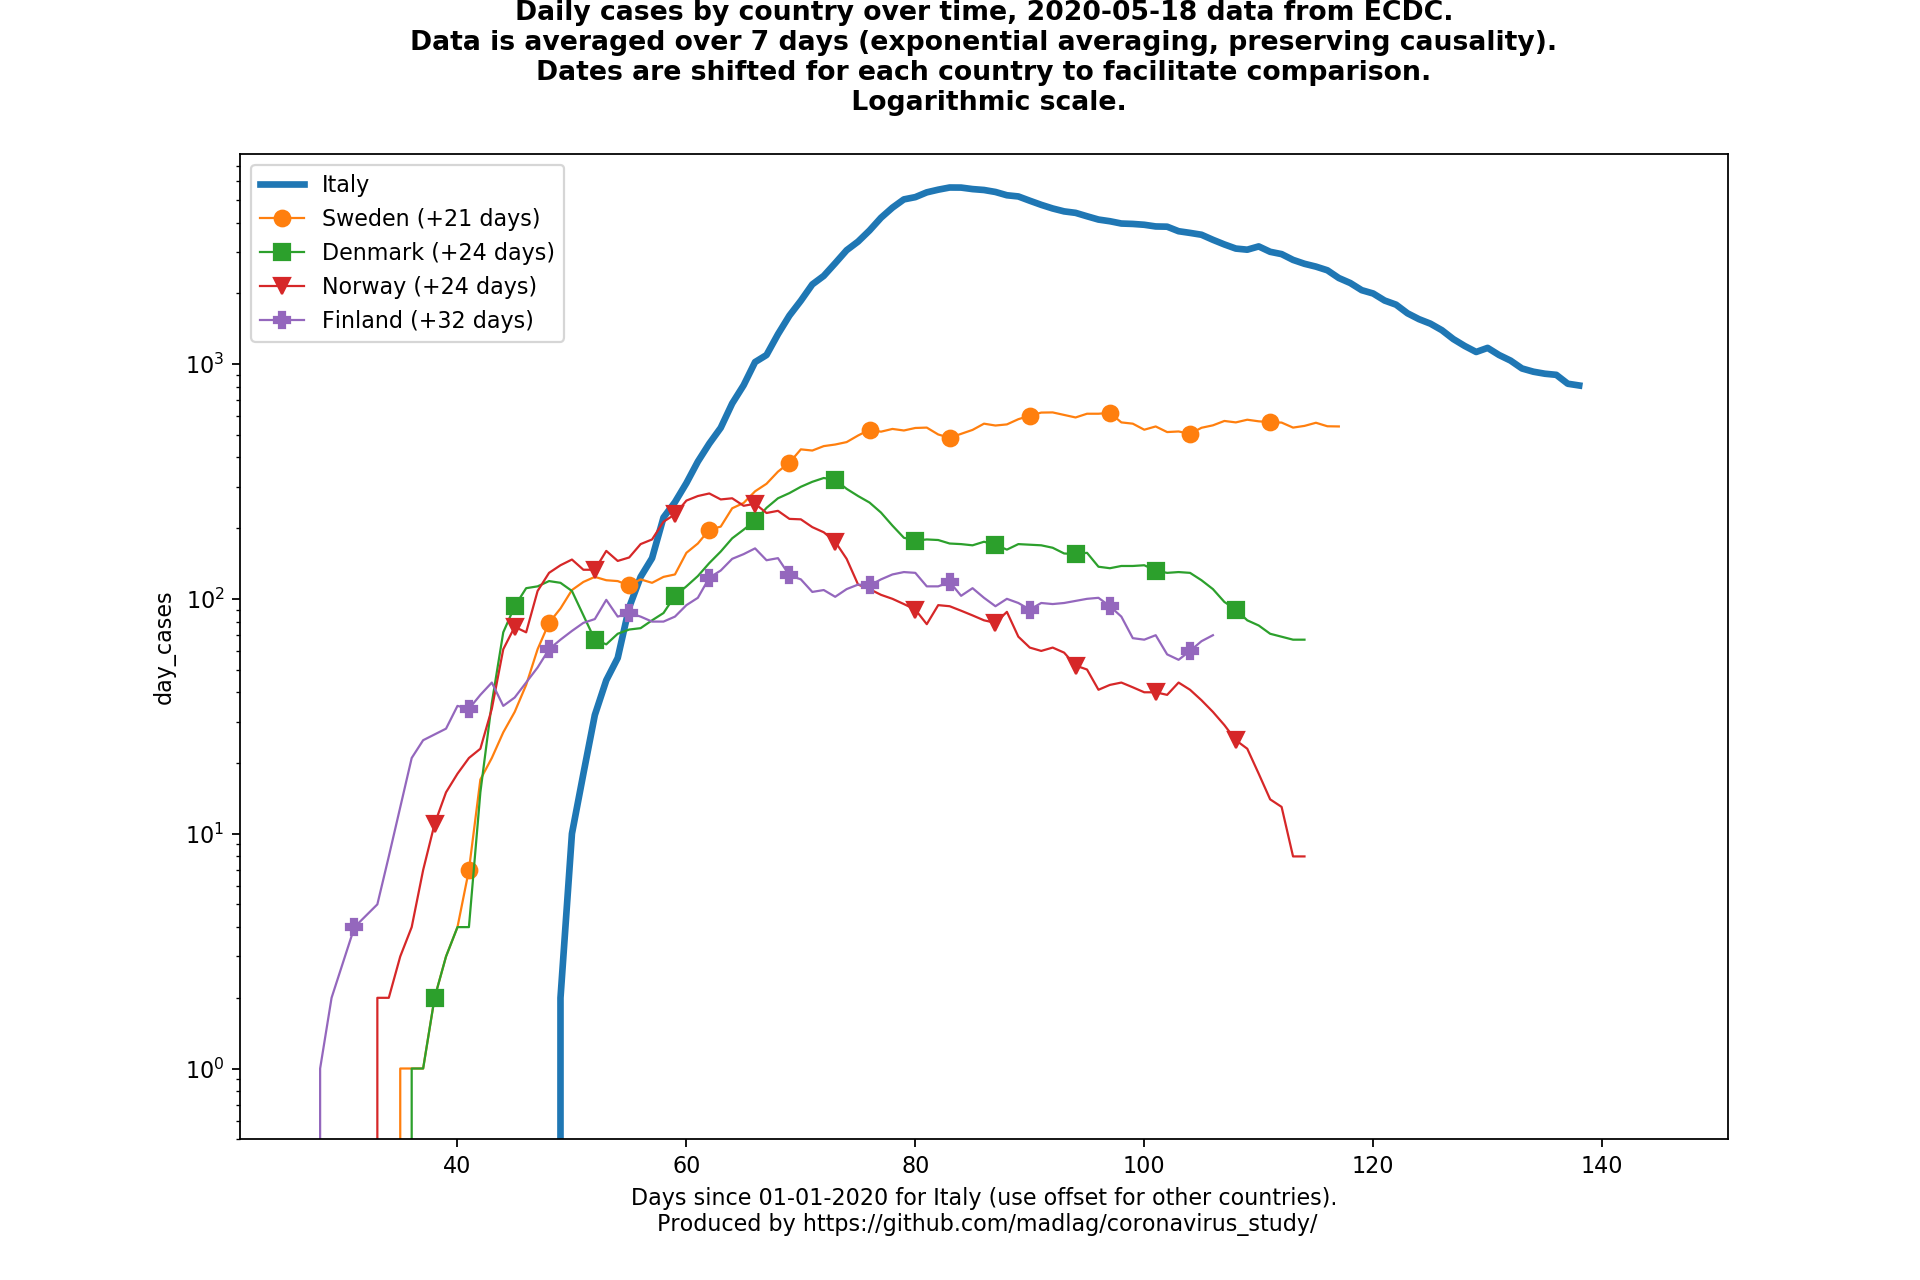 Daily cases by country over time, 2020-05-18 data from ECDC.
Data is averaged over 7 days (exponential averaging, preserving causality).
Dates are shifted for each country to facilitate comparison.
Logarithmic scale.
Italy
Sweden (+21 days)
Denmark (+24 days)
Norway (+24 days)
Finland (+32 days)
10³
10²
10¹
10⁰
day_cases
40 60 80 100 120 140
Days since 01-01-2020 for Italy (use offset for other countries).
Produced by https://github.com/madlag/coronavirus_study/